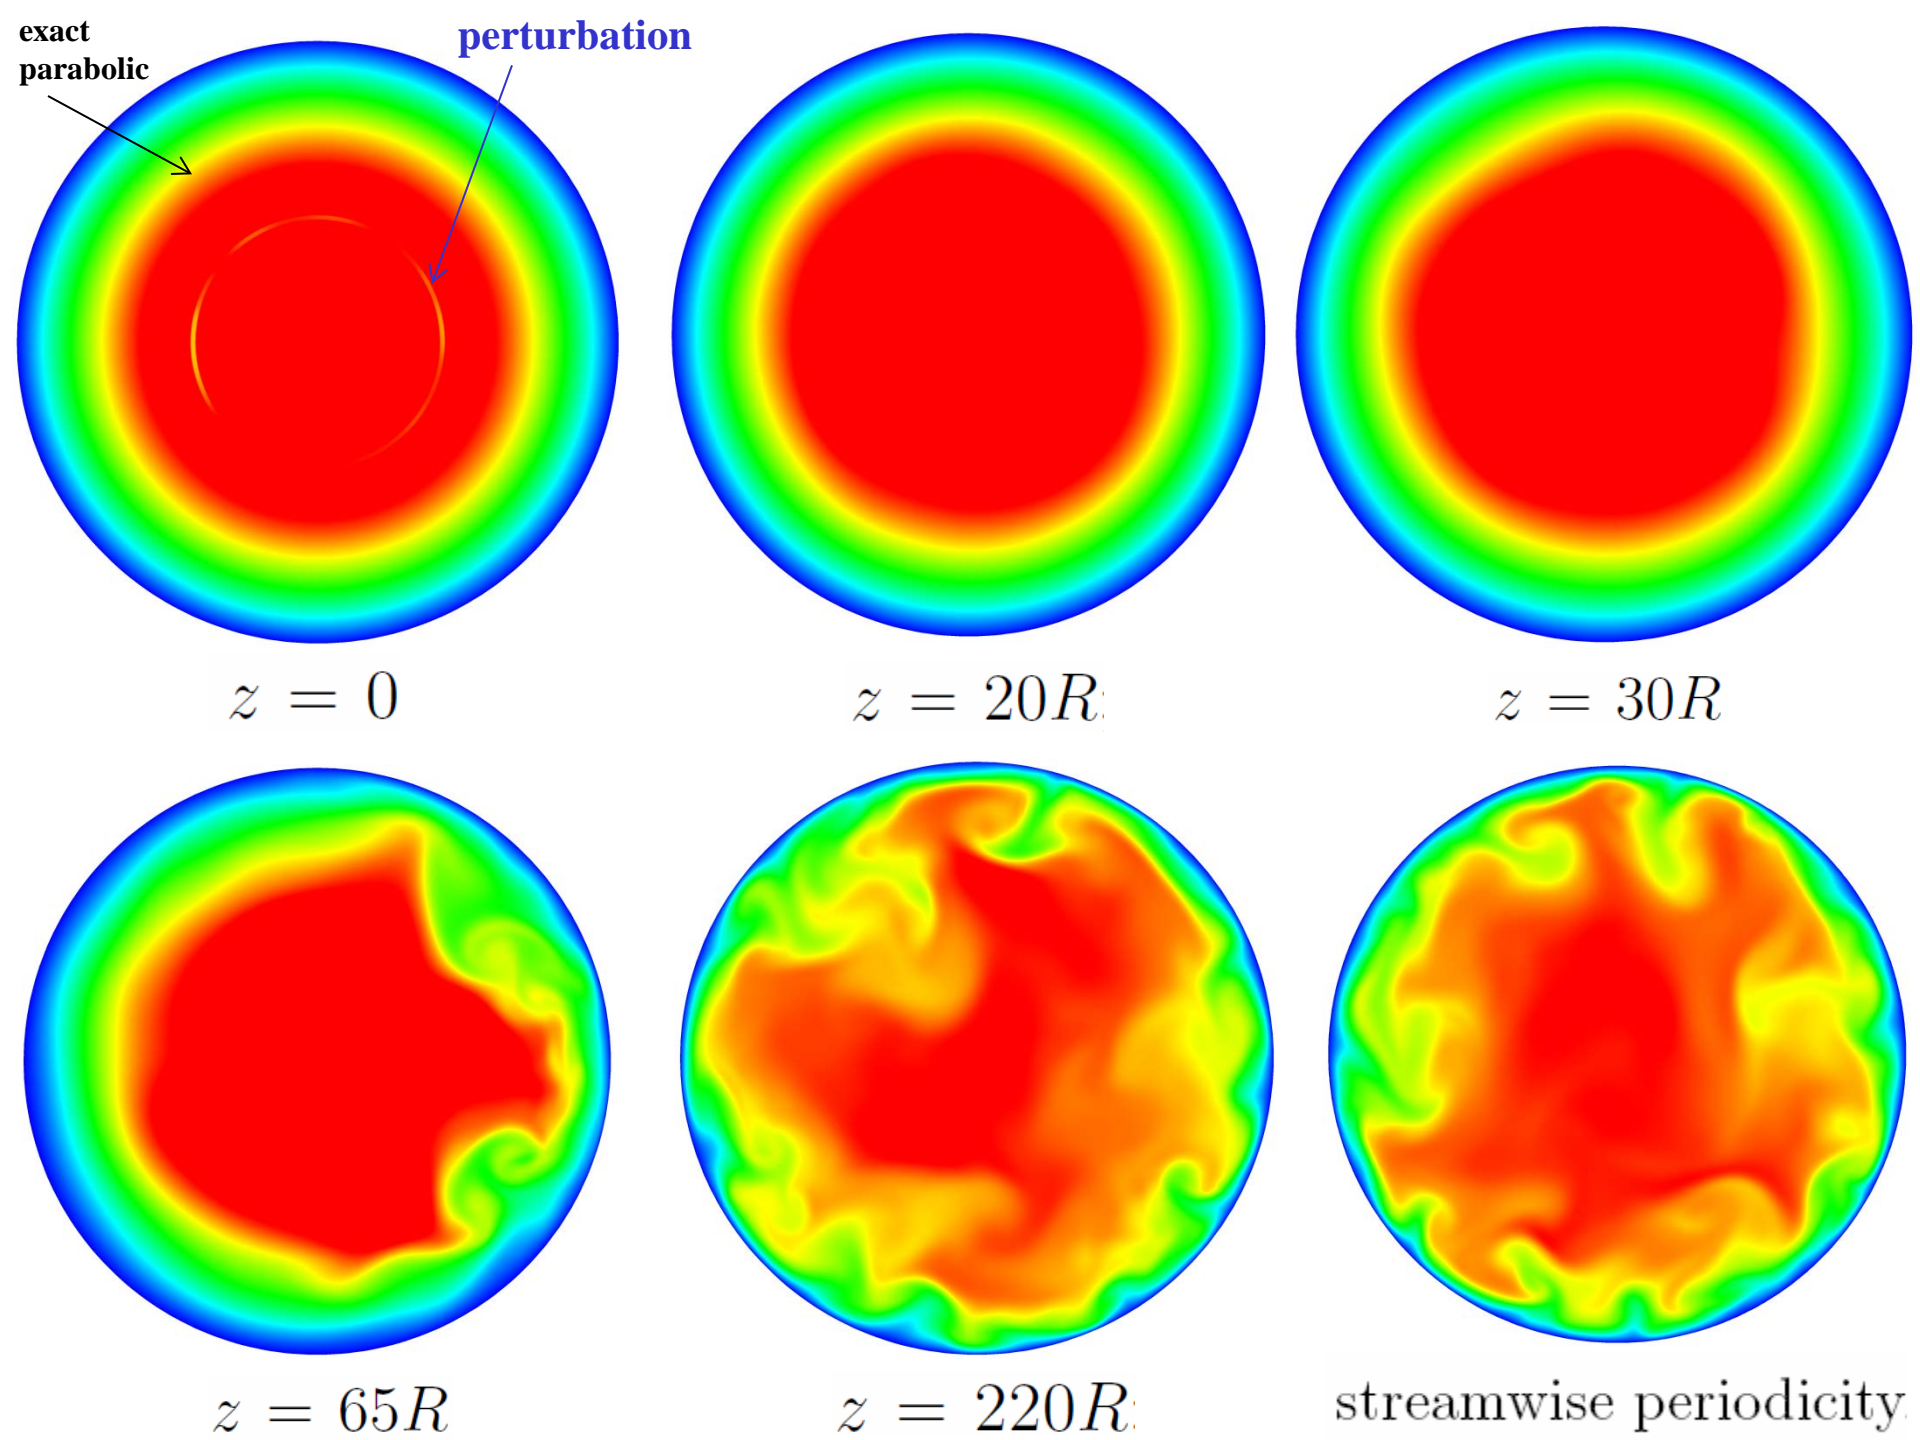 exact
parabolic
perturbation
z = 0
z = 20R
z = 30R
z = 65R
z = 220R
streamwise periodicity